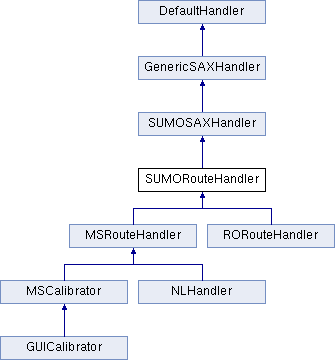 DefaultHandler
GenericSAXHandler
SUMOSAXHandler
SUMORouteHandler
MSRouteHandler
RORouteHandler
MSCalibrator
NLHandler
GUICalibrator